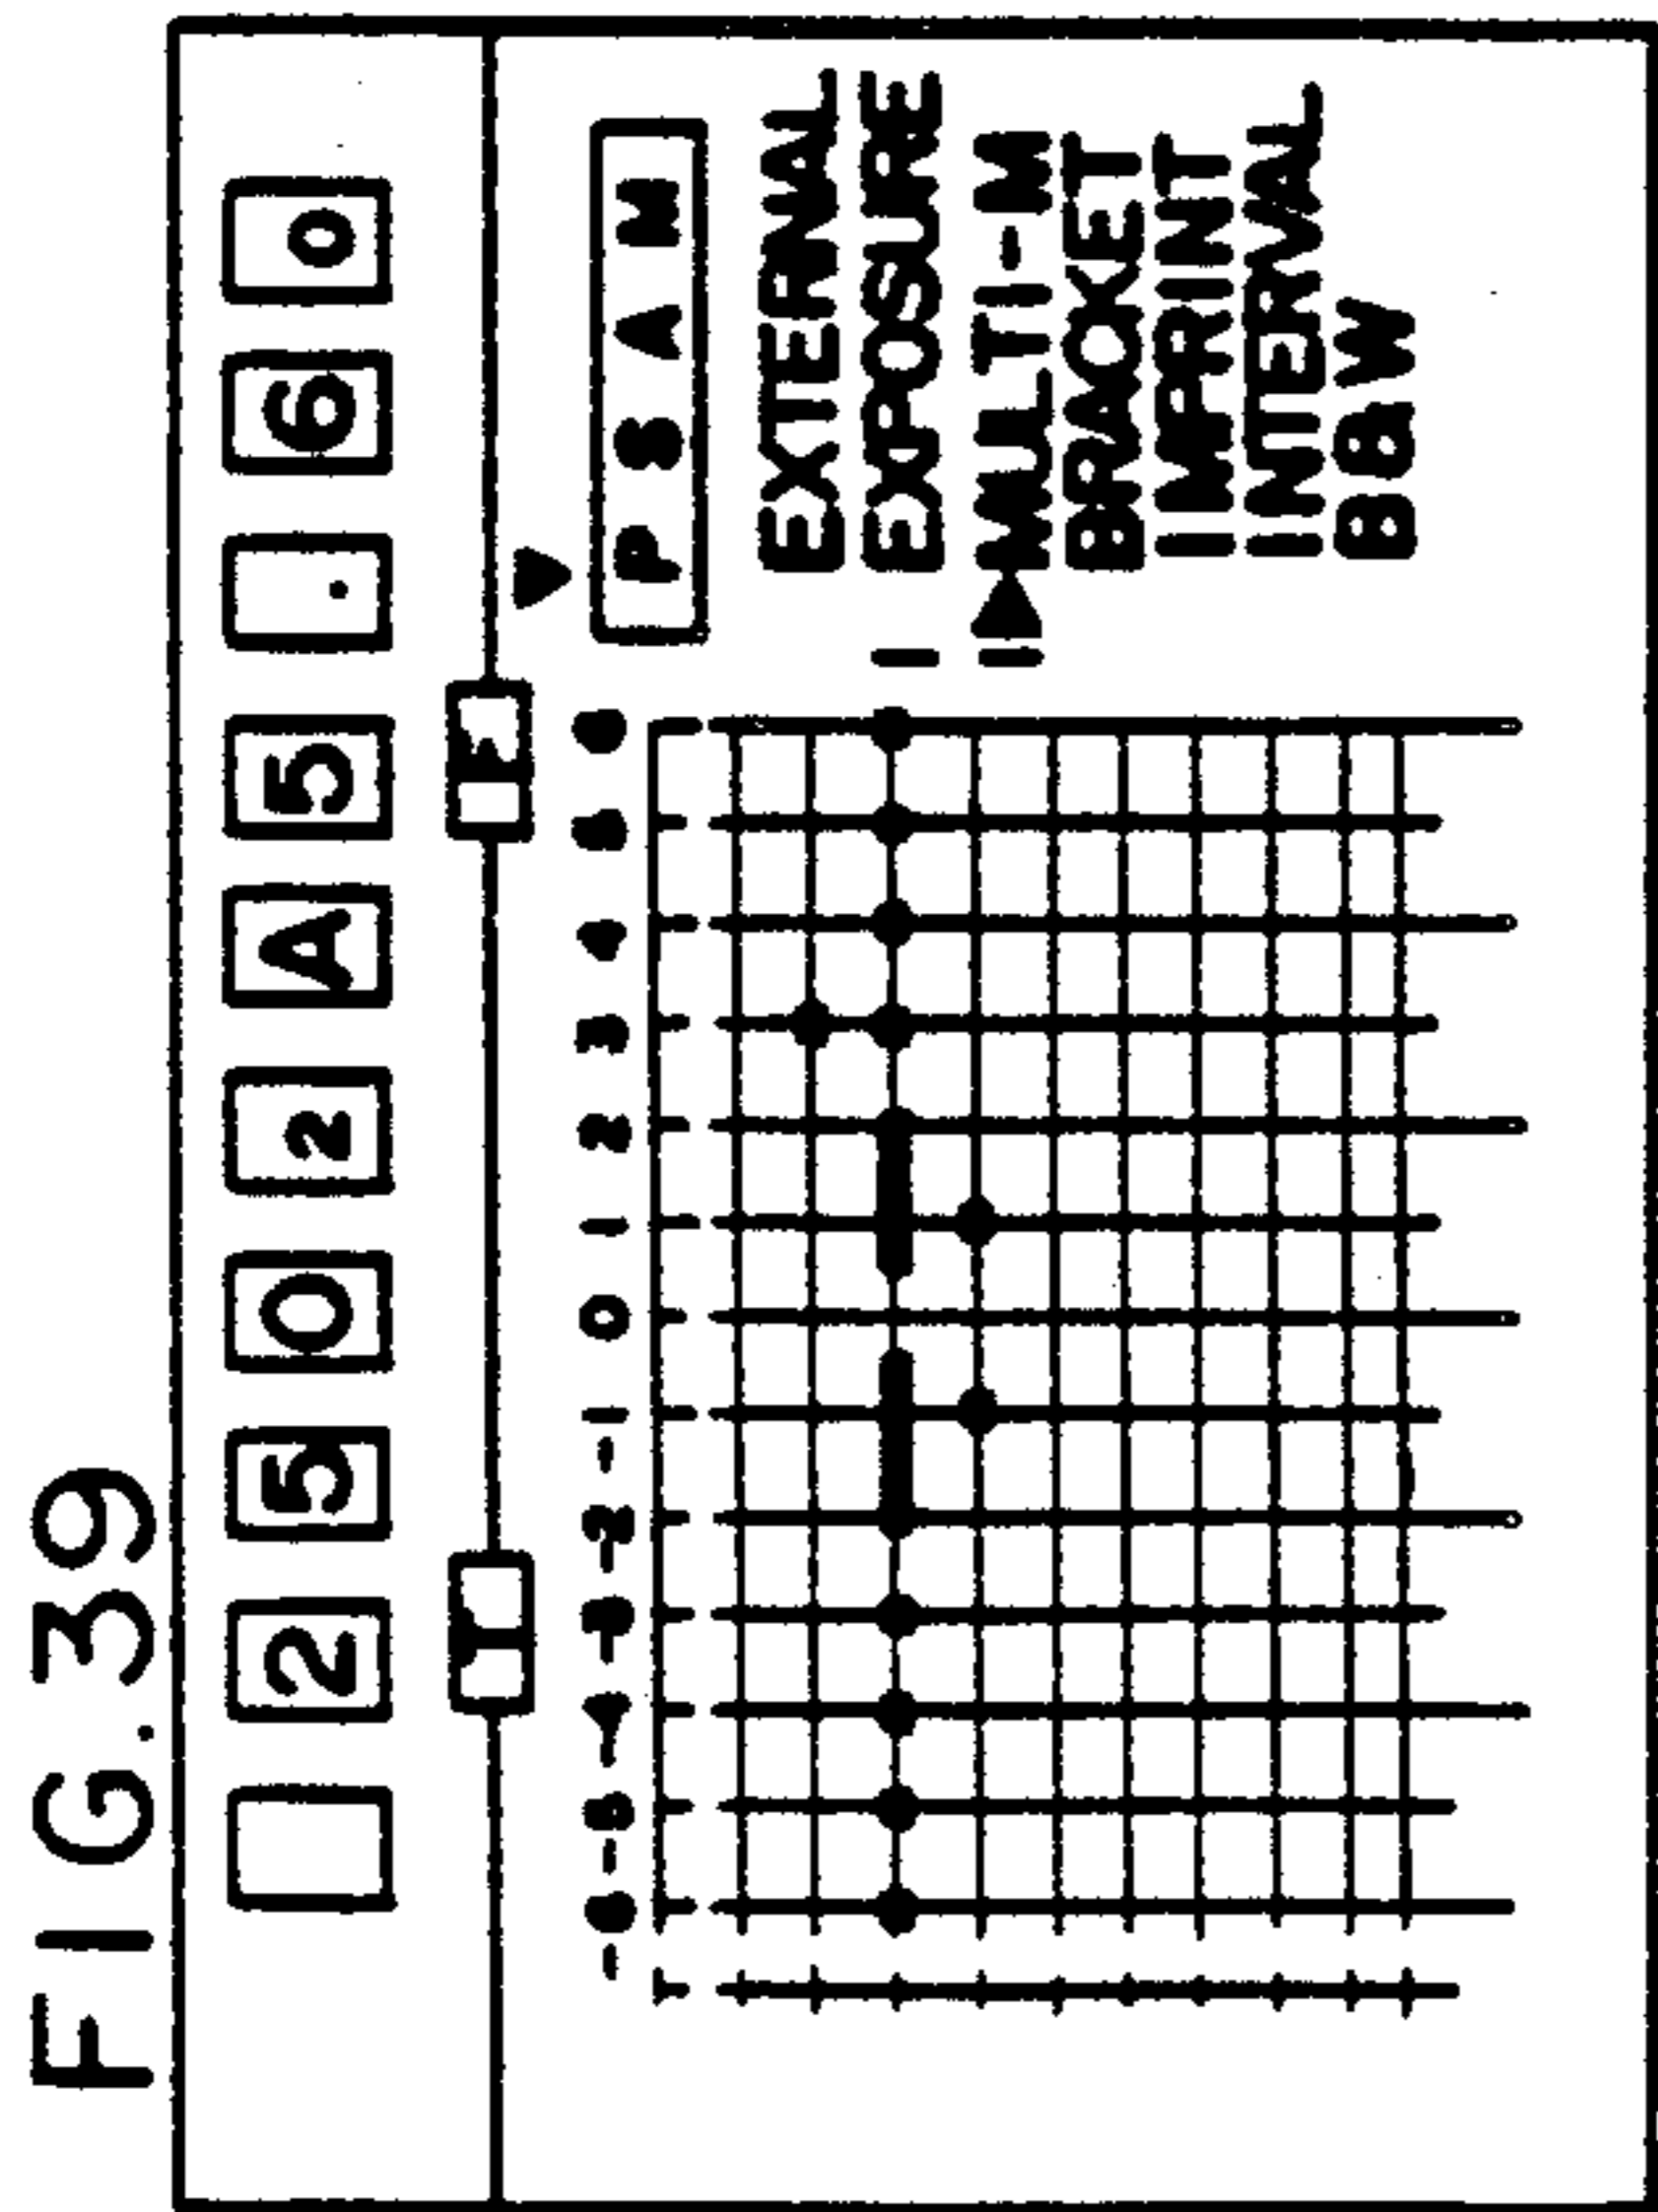 FIG.39
2 5 0 2 A 5 . 6 0
T F
-6 -5 -4 -3 -2 -1 0 1 2 3 4 5 6
P S A M
EXTERNAL
EXPOSURE
MULTI-M
BRACKET
IMPRINT
INTERVAL
B&W